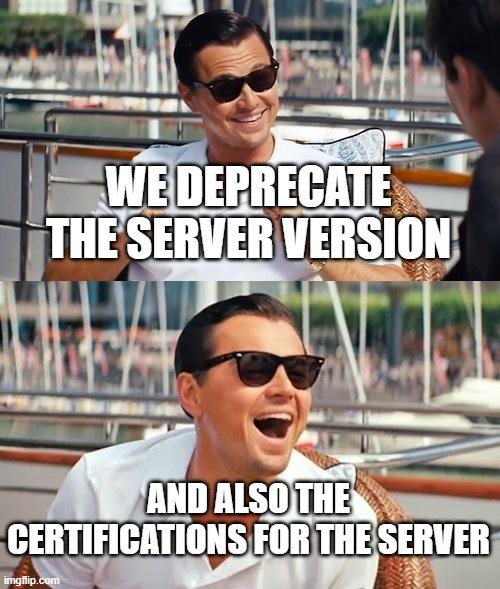 WE DEPRECATE
THE SERVER VERSION
AND ALSO THE
CERTIFICATIONS FOR THE SERVER
imgflip.com